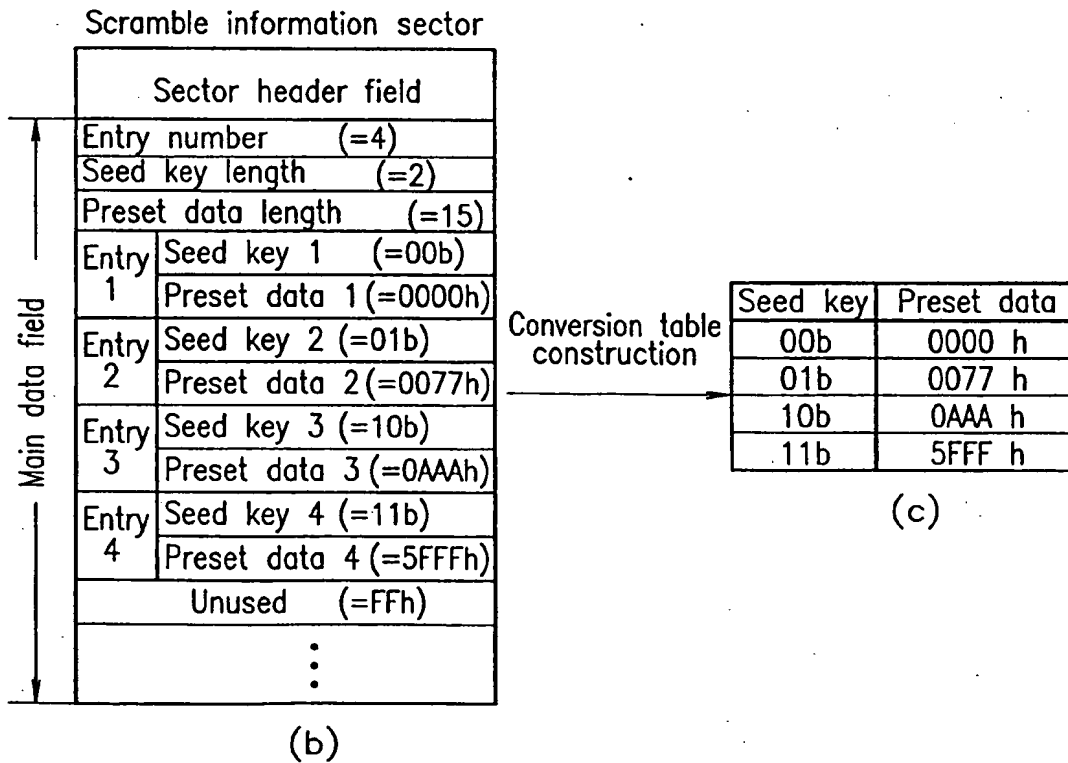 Scramble information sector
Sector header field
Main data field
Entry number (=4)
Seed key length (=2)
Preset data length (=15)
Entry 1
Seed key 1 (=00b)
Preset data 1 (=0000h)
Entry 2
Seed key 2 (=01b)
Preset data 2 (=0077h)
Entry 3
Seed key 3 (=10b)
Preset data 3 (=0AAAh)
Entry 4
Seed key 4 (=11b)
Preset data 4 (=5FFFh)
Unused (=FFh)
(b)
Conversion table
construction
Seed key Preset data
00b 0000 h
01b 0077 h
10b 0AAA h
11b 5FFF h
(c)